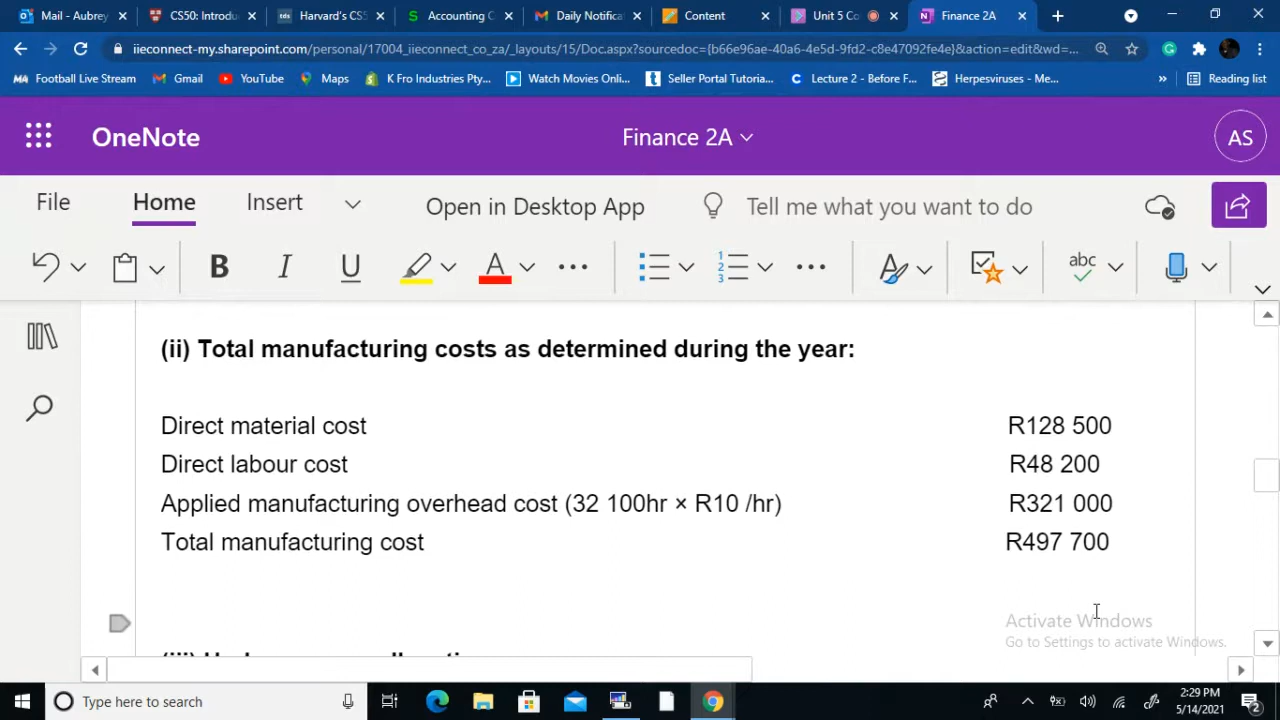 Mail - Aubrey
CS50: Introdu
Harvard's CS5
Accounting C
Daily Notifica
Content
Unit 5 Co
Finance 2A
iieconnect-my.sharepoint.com/personal/17004_iieconnect_co_za/_layouts/15/Doc.aspx?sourcedoc={b66e96ae-40a6-4e5d-9fd2-c8e47092fe4e}&action=edit&wd=...
Football Live Stream
Gmail
YouTube
Maps
K Fro Industries Pty...
Watch Movies Onlin...
Seller Portal Tutoria...
Lecture 2 - Before F...
Herpesviruses - Me...
»
Reading list
OneNote
Finance 2A
AS
File
Home
Insert
Open in Desktop App
Tell me what you want to do
B I U A abc
(ii) Total manufacturing costs as determined during the year:
Direct material cost R128 500
Direct labour cost R48 200
Applied manufacturing overhead cost (32 100hr × R10 /hr) R321 000
Total manufacturing cost R497 700
Activate Windows
Go to Settings to activate Windows.
Type here to search
2:29 PM
5/14/2021
2